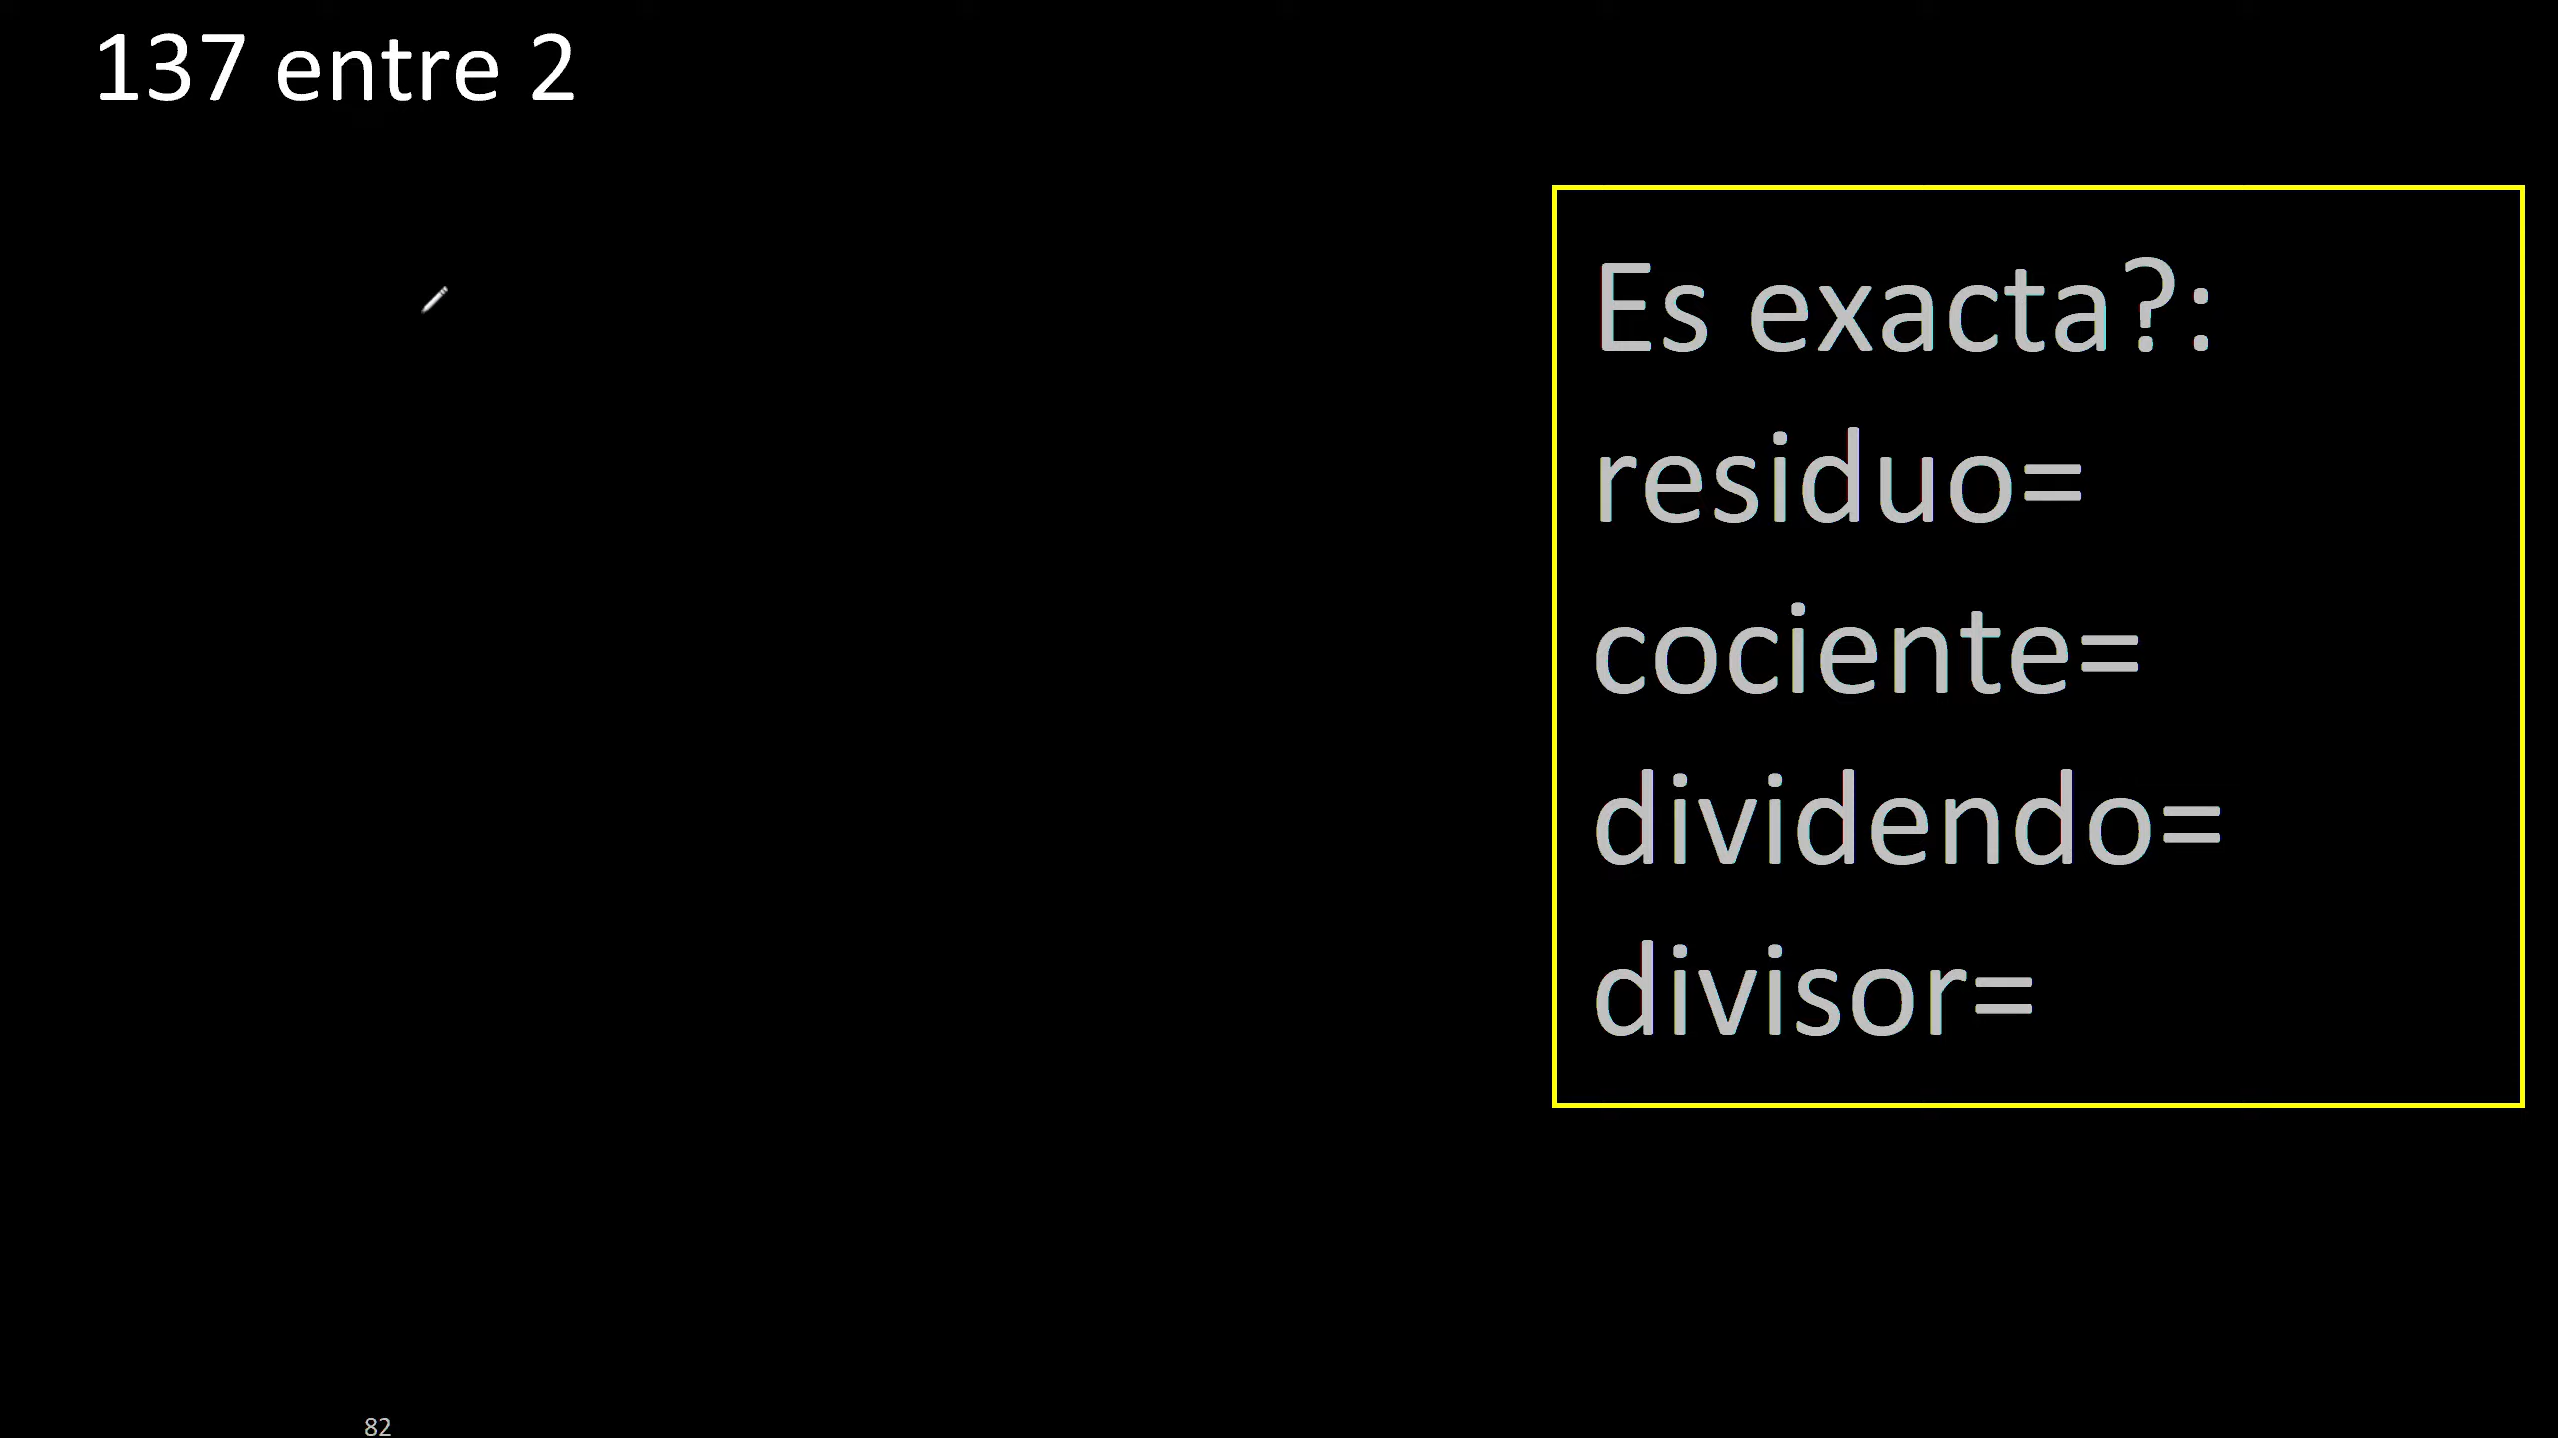 137 entre 2
Es exacta?:
residuo=
cociente=
dividendo=
divisor=
82